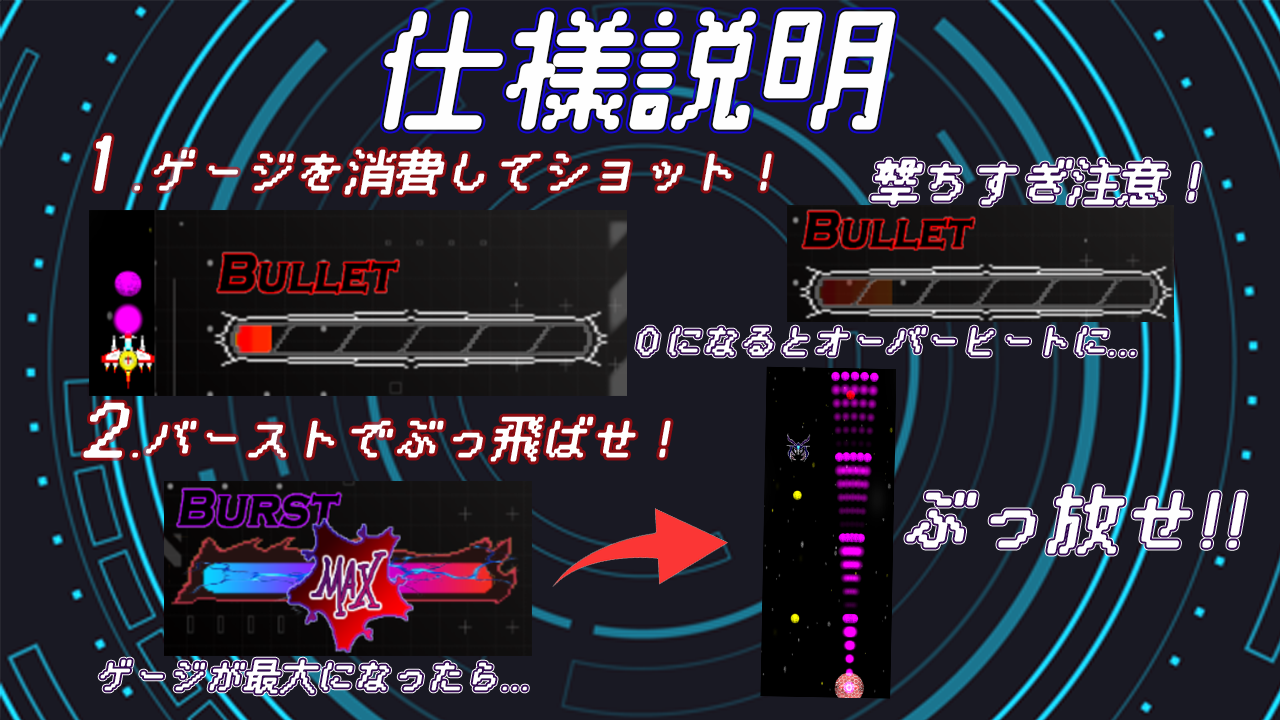 仕様説明
1.ゲージを消費してショット！
撃ちすぎ注意！
BULLET
BULLET
0になるとオーバーヒートに...
2.バーストでぶっ飛ばせ！
BURST
MAX
ぶっ放せ!!
ゲージが最大になったら...